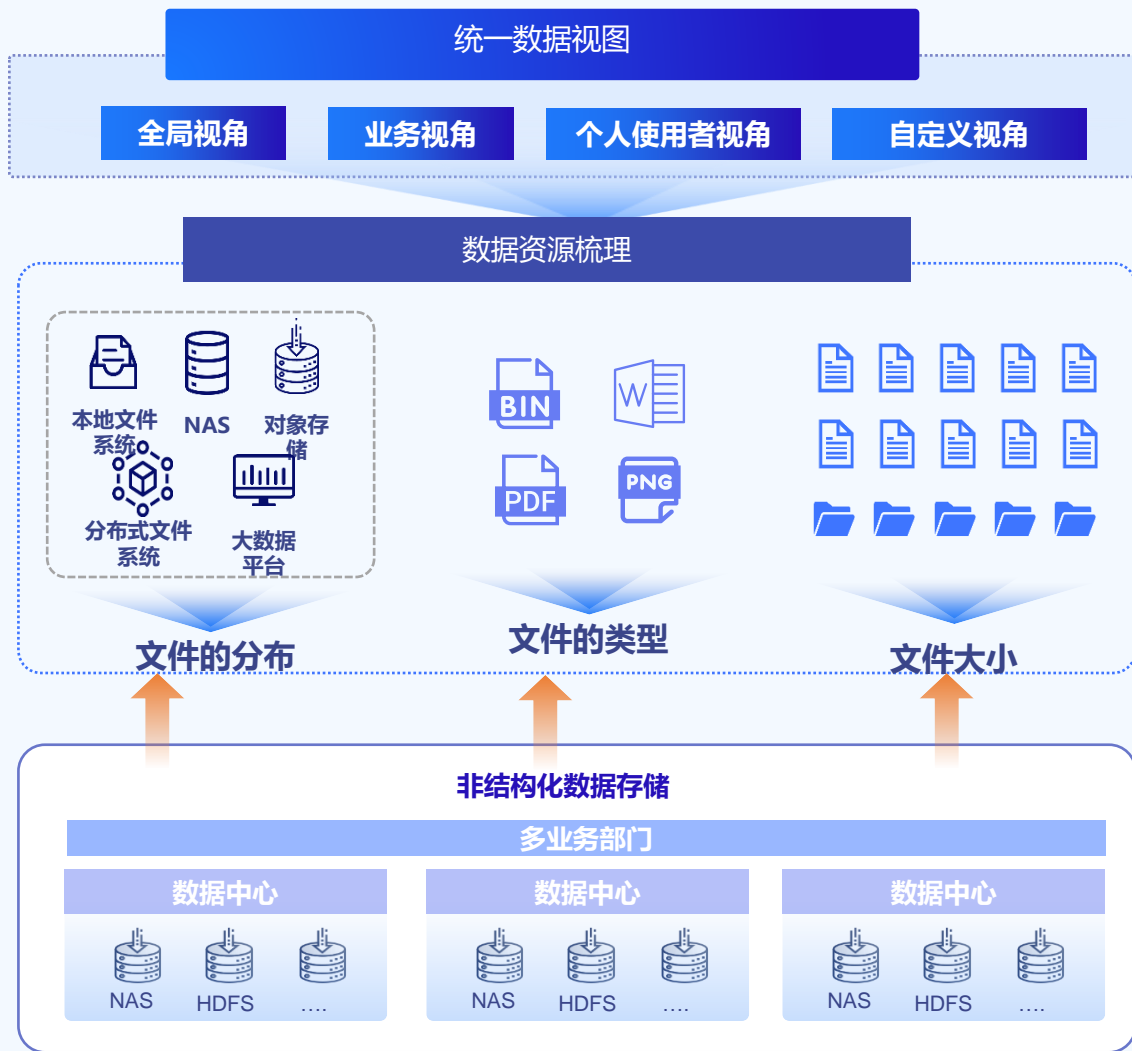 统一数据视图
全局视角
业务视角
个人使用者视角
自定义视角
数据资源梳理
本地文件
系统
NAS
对象存
储
分布式文件
系统
大数据
平台
BIN
W
PDF
PNG
文件的分布
文件的类型
文件大小
非结构化数据存储
多业务部门
数据中心
数据中心
数据中心
NAS
HDFS
....
NAS
HDFS
....
NAS
HDFS
....